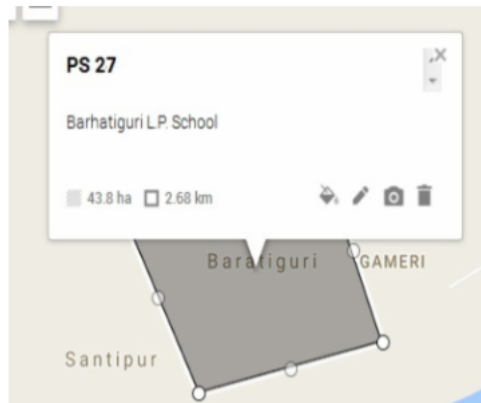 PS 27
Barhatiguri L.P. School
43.8 ha 2.68 km
Baratiguri GAMERI
Santipur